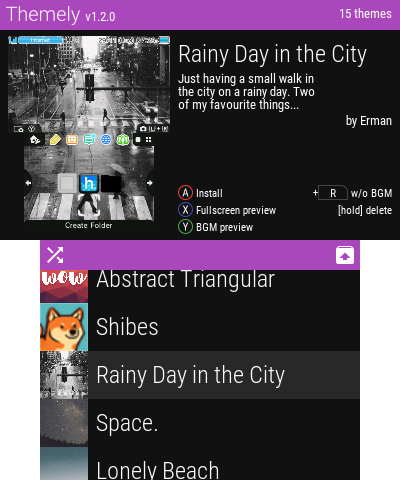 Themely v1.2.0
15 themes
Rainy Day in the City
Just having a small walk in
the city on a rainy day. Two
of my favourite things...
by Erman
Internet
Create Folder
A Install
+ R w/o BGM
X Fullscreen preview
[hold] delete
Y BGM preview
wow Abstract Triangular
Shibes
Rainy Day in the City
Space.
Lonely Beach